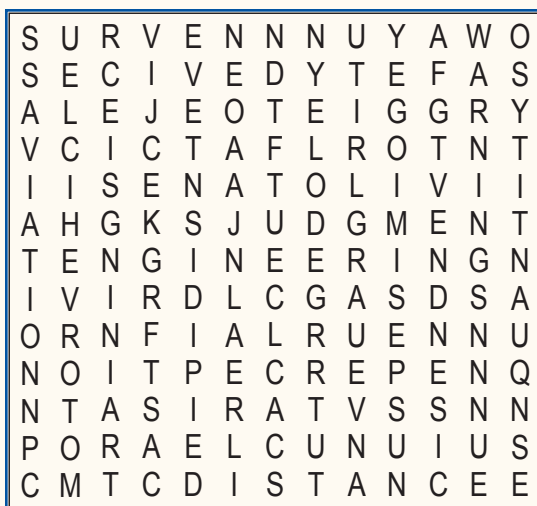 S U R V E N N N U Y A W O
S E C I V E D Y T E F A S
A L E J E O T E I G G R Y
V C I C T A F L R O T N T
I I S E N A T O L I V I I
A H G K S J U D G M E N T
T E N G I N E E R I N G N
I V I R D L C G A S D S A
O R N F I A L R U E N N U
N O I T P E C R E P E N Q
N T A S I R A T V S S N N
P O R A E L C U N U I U S
C M T C D I S T A N C E E